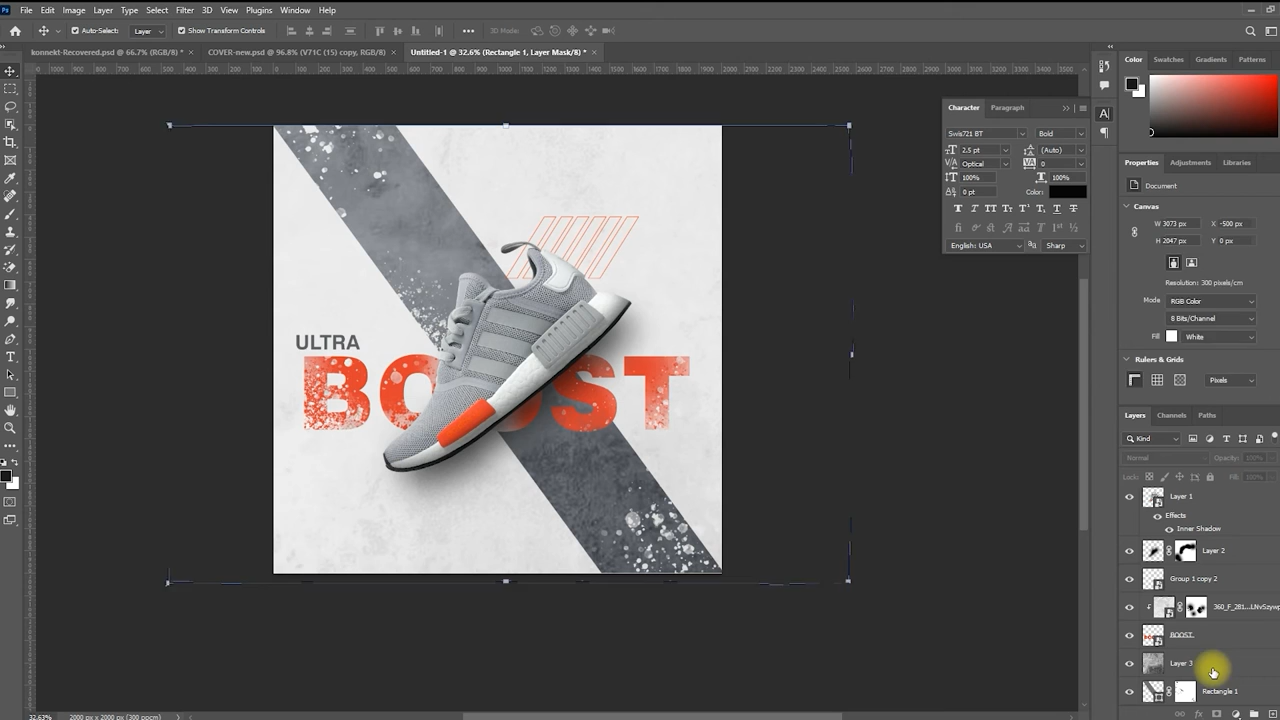 Ps File Edit Image Layer Type Select Filter 3D View Plugins Window Help
Auto-Select: Layer Show Transform Controls 3D Mode:
konnekt-Recovered.psd @ 66.7% (RGB/8) * COVER-new.psd @ 96.8% (V1C (15) copy, RGB/8) Untitled-1 @ 32.6% (Rectangle 1, Layer Mask/8) *
ULTRA
BOOST
Character Paragraph
Swis721 BT Bold
2.5 pt (Auto)
Optical 0
100% 100%
0 pt Color:
English: USA Sharp
Color Swatches Gradients Patterns
Properties Adjustments Libraries
Document
Canvas
W 3073 px X -500 px
H 2047 px Y 0 px
Resolution: 300 pixels/cm
Mode RGB Color
8 Bits/Channel
Fill White
Rulers & Grids
Pixels
Layers Channels Paths
Kind
Normal Opacity: 100%
Lock: Fill: 100%
Layer 1
Effects
Inner Shadow
Layer 2
Group 1 copy 2
360_F_281...LNvSzywp
BOOST
Layer 3
Rectangle 1
32.63% 2000 px x 2000 px (300 ppcm)